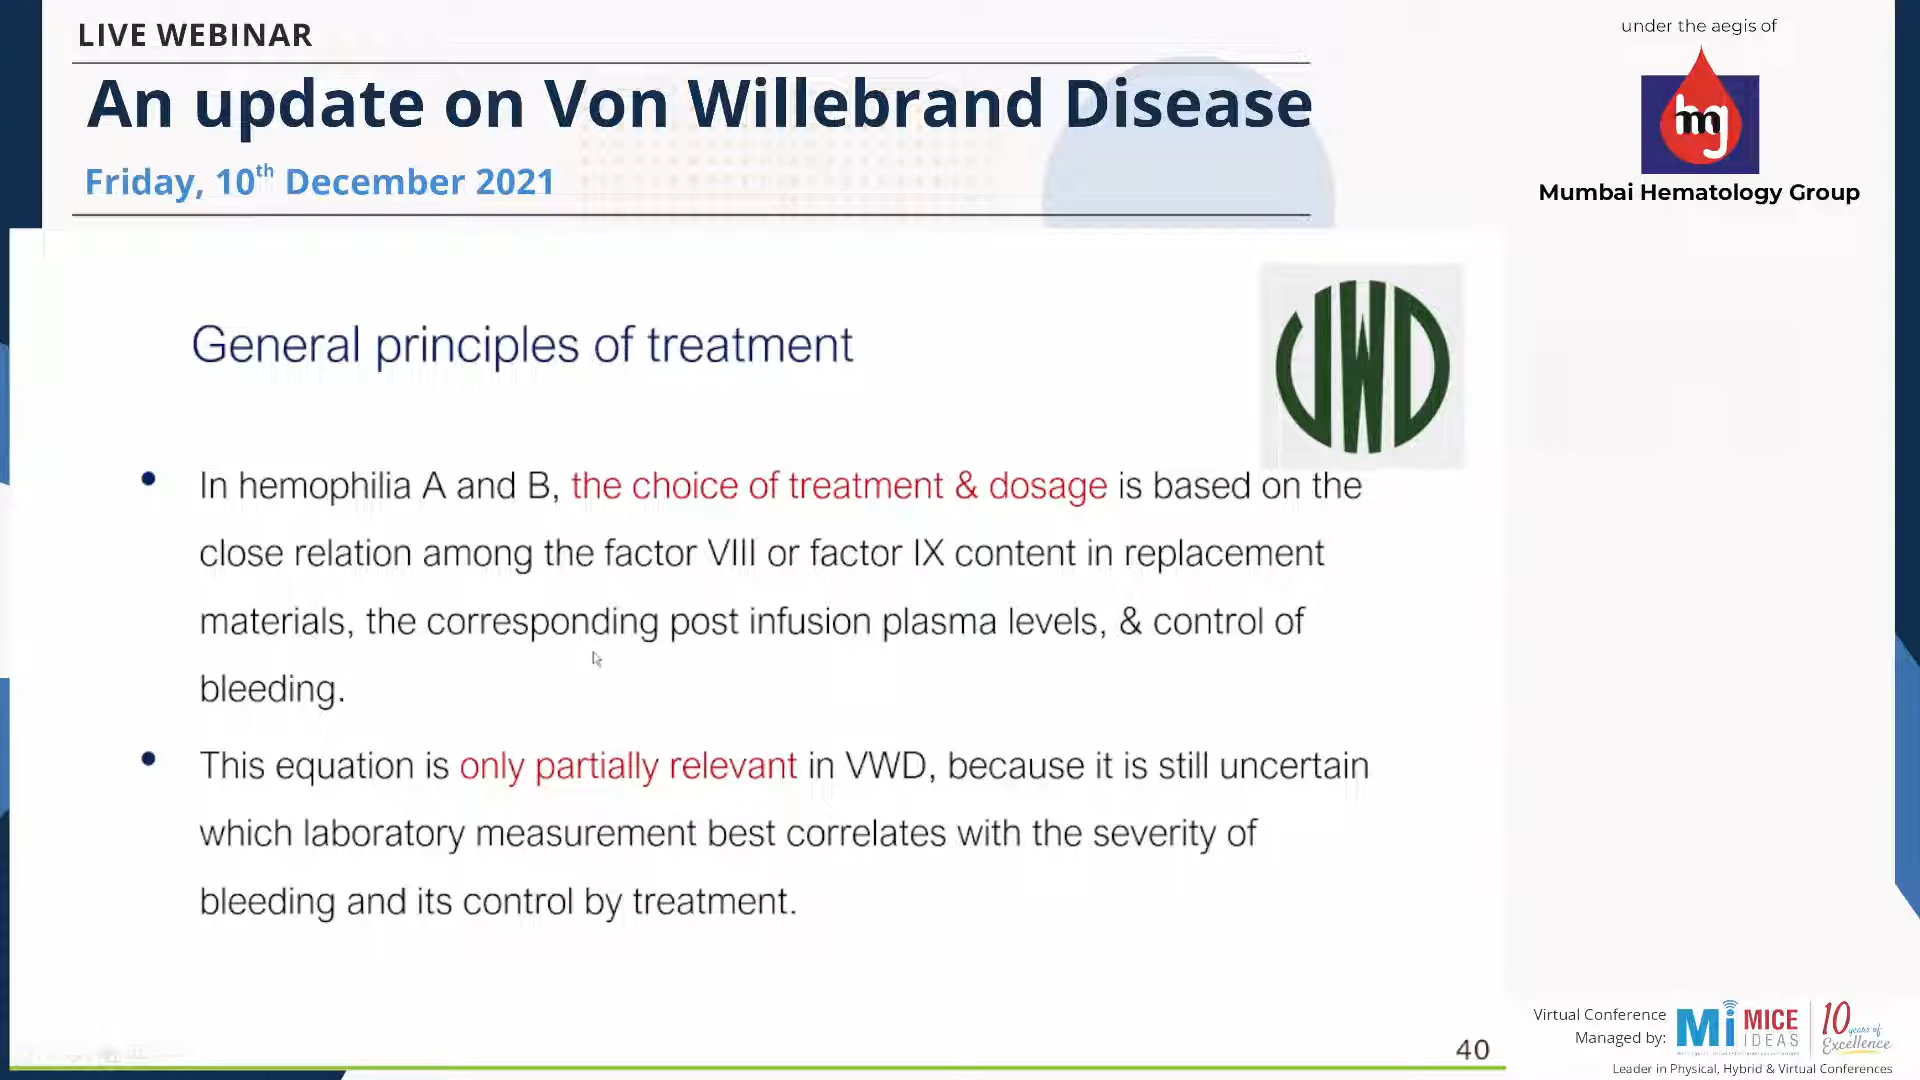 LIVE WEBINAR
An update on Von Willebrand Disease
Friday, 10th December 2021
under the aegis of
hmg
Mumbai Hematology Group
VWD
General principles of treatment
• In hemophilia A and B, the choice of treatment & dosage is based on the
close relation among the factor VIII or factor IX content in replacement
materials, the corresponding post infusion plasma levels, & control of
bleeding.
• This equation is only partially relevant in VWD, because it is still uncertain
which laboratory measurement best correlates with the severity of
bleeding and its control by treatment.
40
Virtual Conference
Managed by:
Mi MICE
IDEAS
10 years of
Excellence
Leader in Physical, Hybrid & Virtual Conferences